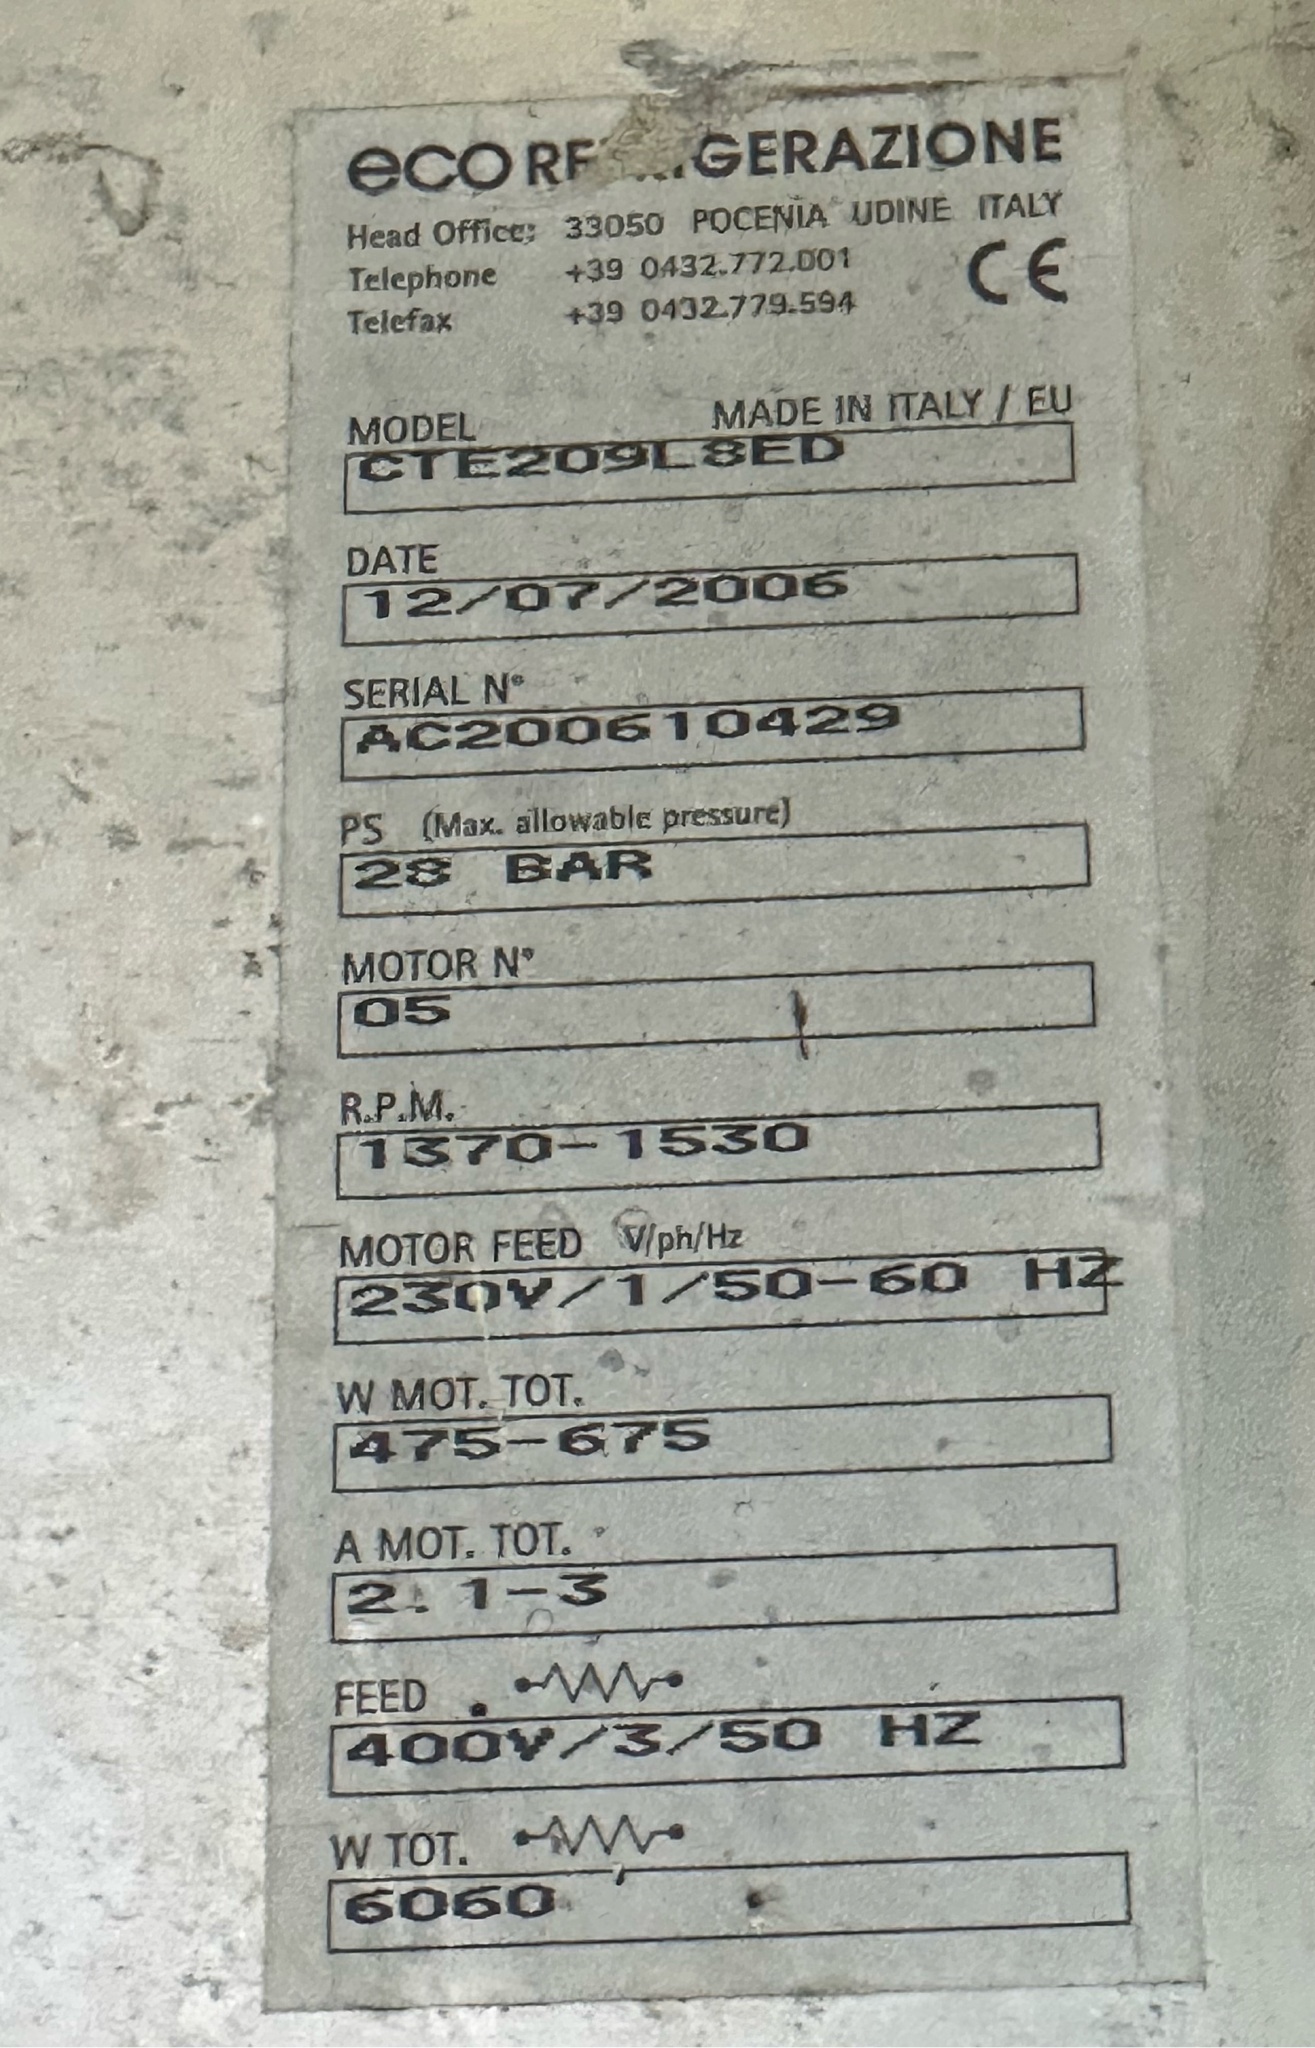 eco REFRIGERAZIONE
Head Office: 33050 POCENIA UDINE ITALY
Telephone +39 0432.772.001
Telefax +39 0432.779.594
CE
MODEL MADE IN ITALY / EU
CTE209L8ED
DATE
12/07/2006
SERIAL N°
AC200610429
PS (Max. allowable pressure)
28 BAR
MOTOR N°
05
R.P.M.
1370-1530
MOTOR FEED V/ph/Hz
230V/1/50-60 HZ
W MOT. TOT.
475-675
A MOT. TOT.
2.1-3
FEED
400V/3/50 HZ
W TOT.
6060